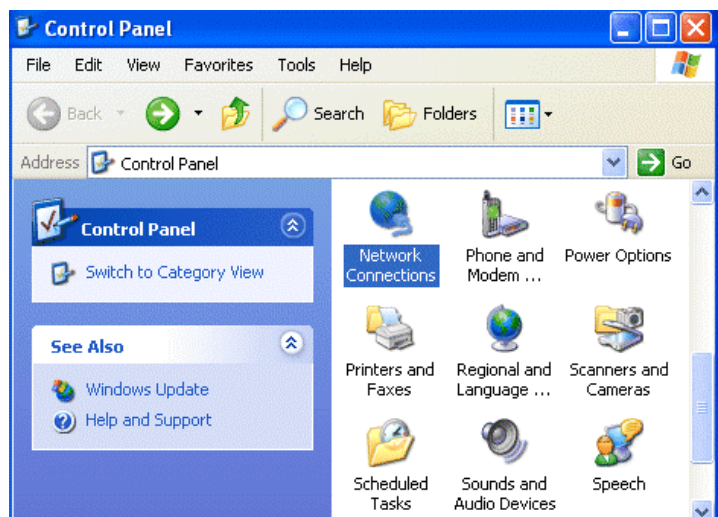 Control Panel
File Edit View Favorites Tools Help
Back Search Folders
Address Control Panel Go
Control Panel
Switch to Category View
See Also
Windows Update
Help and Support
Network Connections
Phone and Modem ...
Power Options
Printers and Faxes
Regional and Language ...
Scanners and Cameras
Scheduled Tasks
Sounds and Audio Devices
Speech